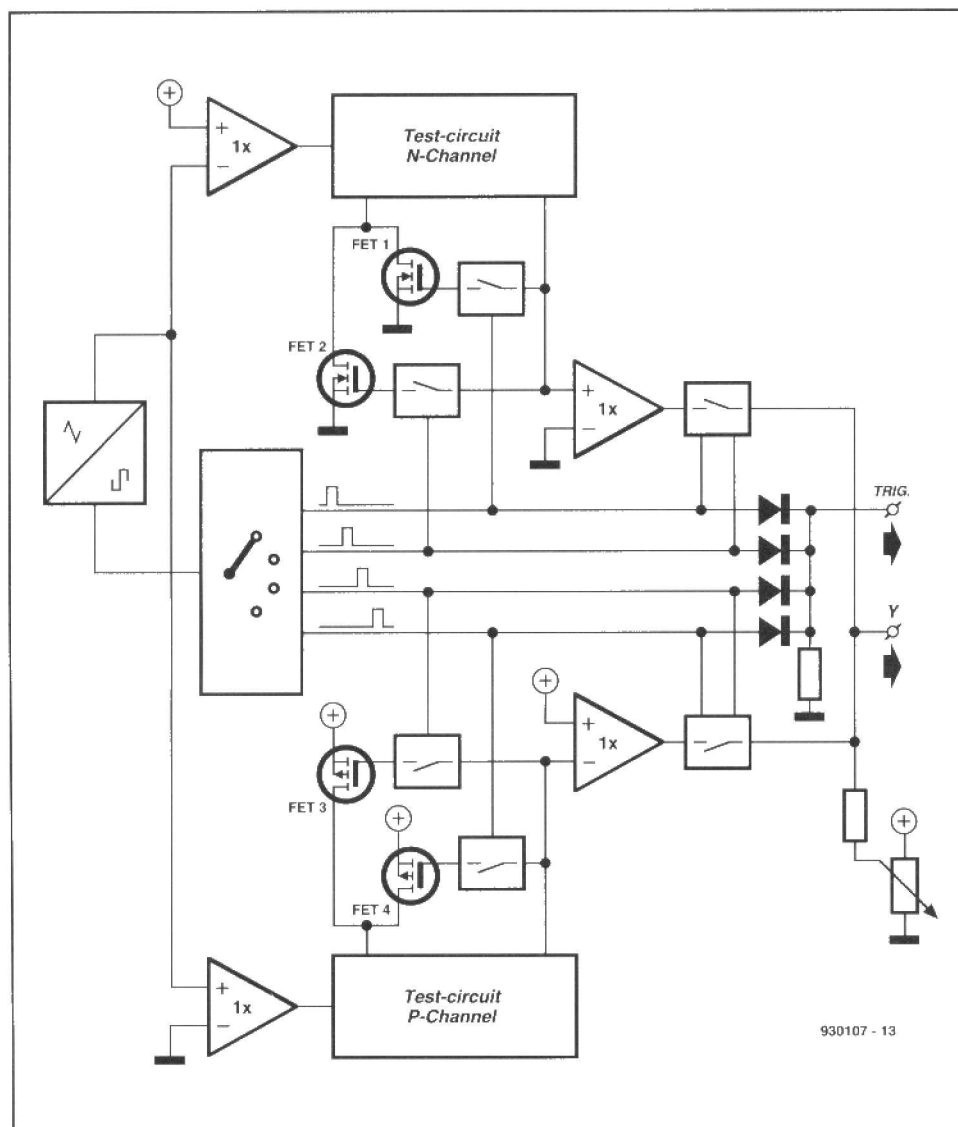 Test-circuit
N-Channel
+
+
1x
−
FET 1
FET 2
+
1x
−
TRIG.
Y
+
+
+
1x
−
FET 3
+
FET 4
+
+
1x
−
Test-circuit
P-Channel
930107 - 13